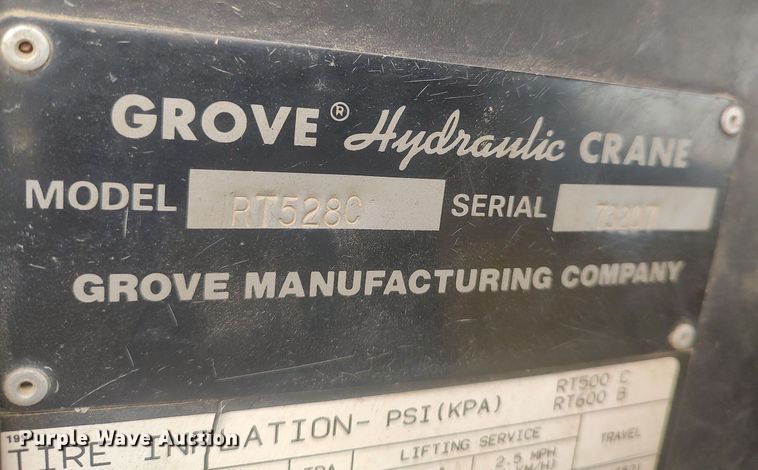 GROVE® Hydraulic CRANE
MODEL RT528C SERIAL 73207
GROVE MANUFACTURING COMPANY
TIRE INFLATION- PSI(KPA) RT500 C
RT600 B
LIFTING SERVICE TRAVEL
2.5 MPH
Purple Wave Auction